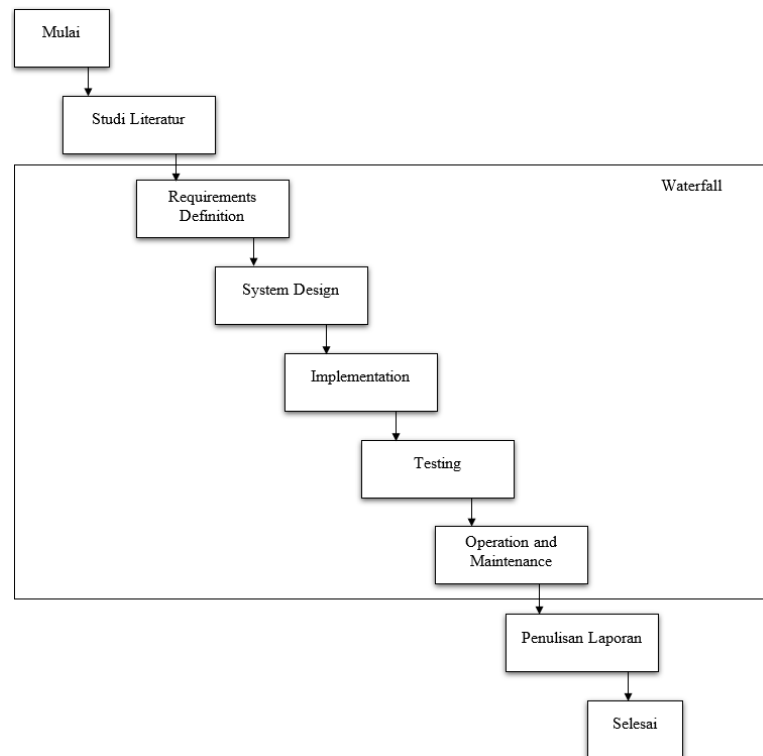 Mulai
Studi Literatur
Waterfall
Requirements
Definition
System Design
Implementation
Testing
Operation and
Maintenance
Penulisan Laporan
Selesai